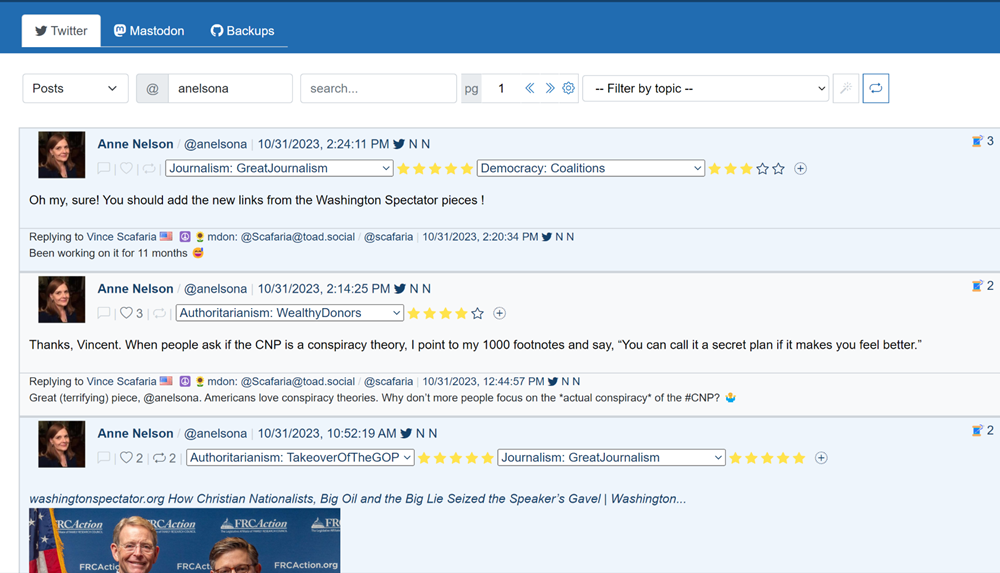 Twitter Mastodon Backups
Posts @ anelsona search... pg 1 -- Filter by topic --
Anne Nelson / @anelsona | 10/31/2023, 2:24:11 PM N N 3
Journalism: GreatJournalism Democracy: Coalitions
Oh my, sure! You should add the new links from the Washington Spectator pieces !
Replying to Vince Scafaria 🇺🇸 ☮ 🌻 mdon: @Scafaria@toad.social / @scafaria | 10/31/2023, 2:20:34 PM N N
Been working on it for 11 months 😅
Anne Nelson / @anelsona | 10/31/2023, 2:14:25 PM N N 2
3 Authoritarianism: WealthyDonors
Thanks, Vincent. When people ask if the CNP is a conspiracy theory, I point to my 1000 footnotes and say, “You can call it a secret plan if it makes you feel better.”
Replying to Vince Scafaria 🇺🇸 ☮ 🌻 mdon: @Scafaria@toad.social / @scafaria | 10/31/2023, 12:44:57 PM N N
Great (terrifying) piece, @anelsona. Americans love conspiracy theories. Why don’t more people focus on the *actual conspiracy* of the #CNP? 🤷
Anne Nelson / @anelsona | 10/31/2023, 10:52:19 AM N N 2
2 | 2 | Authoritarianism: TakeoverOfTheGOP Journalism: GreatJournalism
washingtonspectator.org How Christian Nationalists, Big Oil and the Big Lie Seized the Speaker’s Gavel | Washington...
FRCAction FRCAction
FRCAction.org